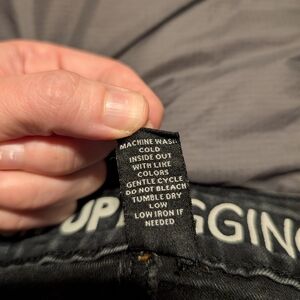 MACHINE WASH
COLD
INSIDE OUT
WITH LIKE
COLORS
GENTLE CYCLE
DO NOT BLEACH
TUMBLE DRY
LOW
LOW IRON IF
NEEDED
UP
GGING